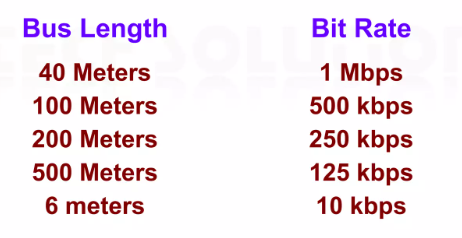 Bus Length Bit Rate
40 Meters 1 Mbps
100 Meters 500 kbps
200 Meters 250 kbps
500 Meters 125 kbps
6 meters 10 kbps